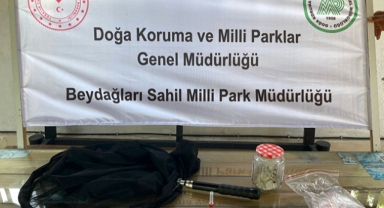 Doğa Koruma ve Milli Parklar
Genel Müdürlüğü
Beydağları Sahil Milli Park Müdürlüğü